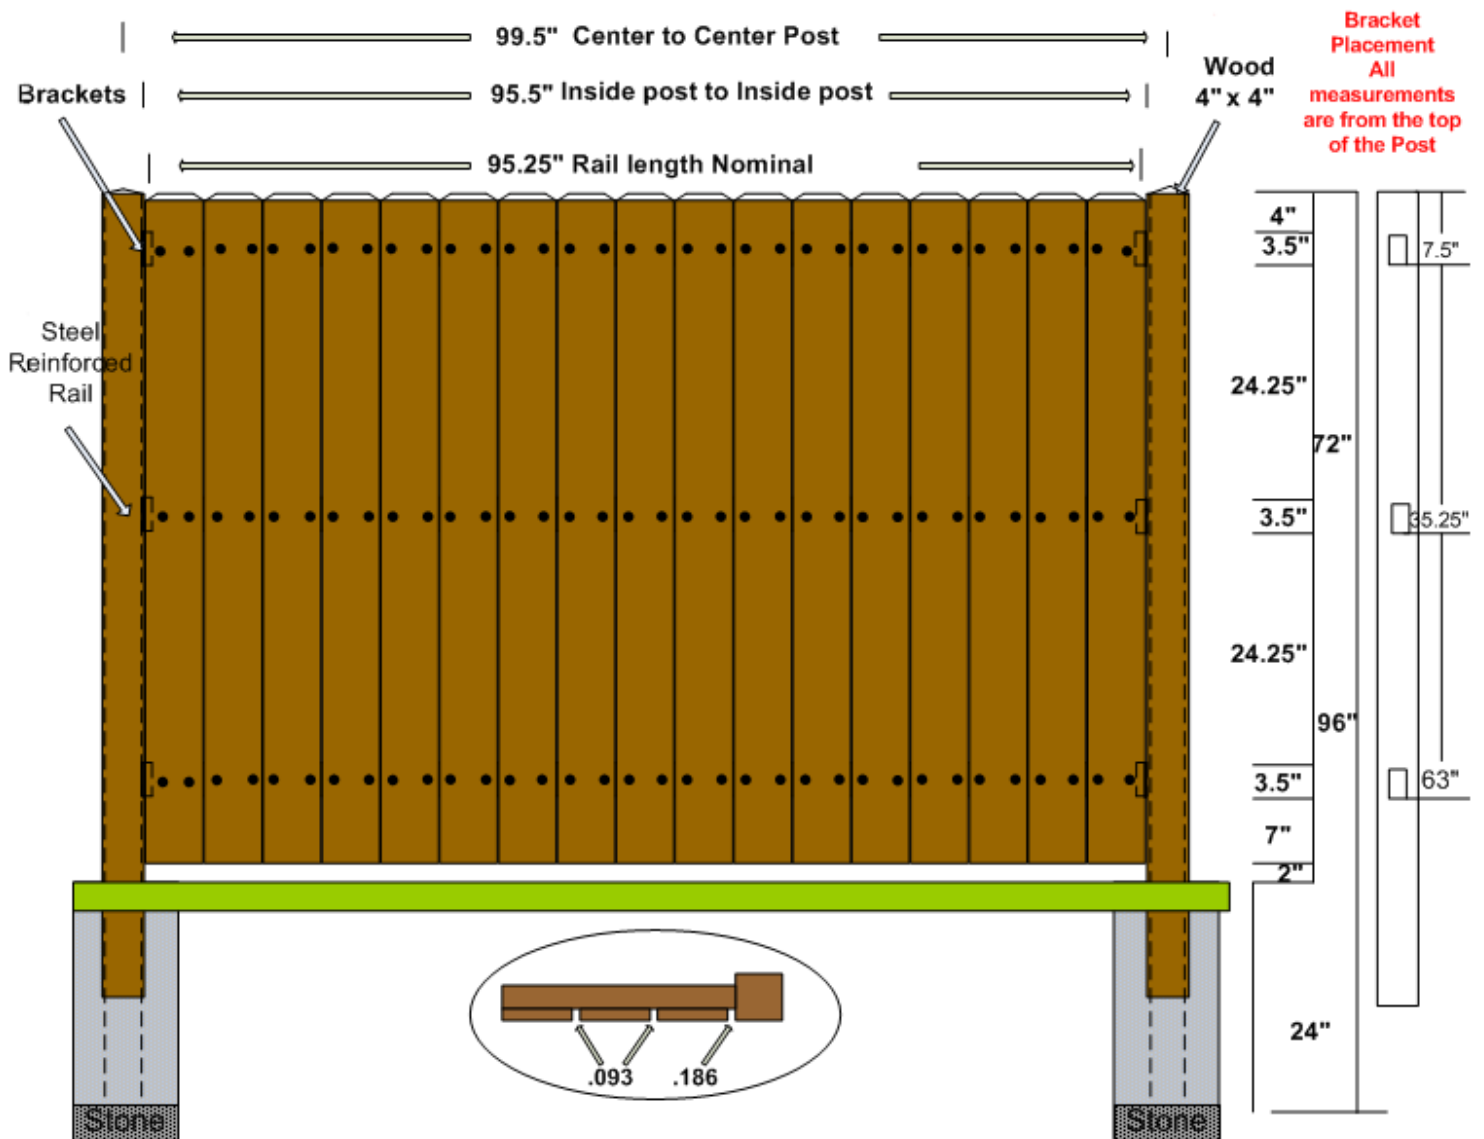 99.5" Center to Center Post
Bracket
Placement
All
measurements
are from the top
of the Post
Brackets
95.5" Inside post to Inside post
Wood
4" x 4"
95.25" Rail length Nominal
4"
3.5"
7.5"
Steel
Reinforced
Rail
24.25"
72"
3.5"
35.25"
24.25"
96"
3.5"
63"
7"
2"
24"
.093 .186
Stone
Stone